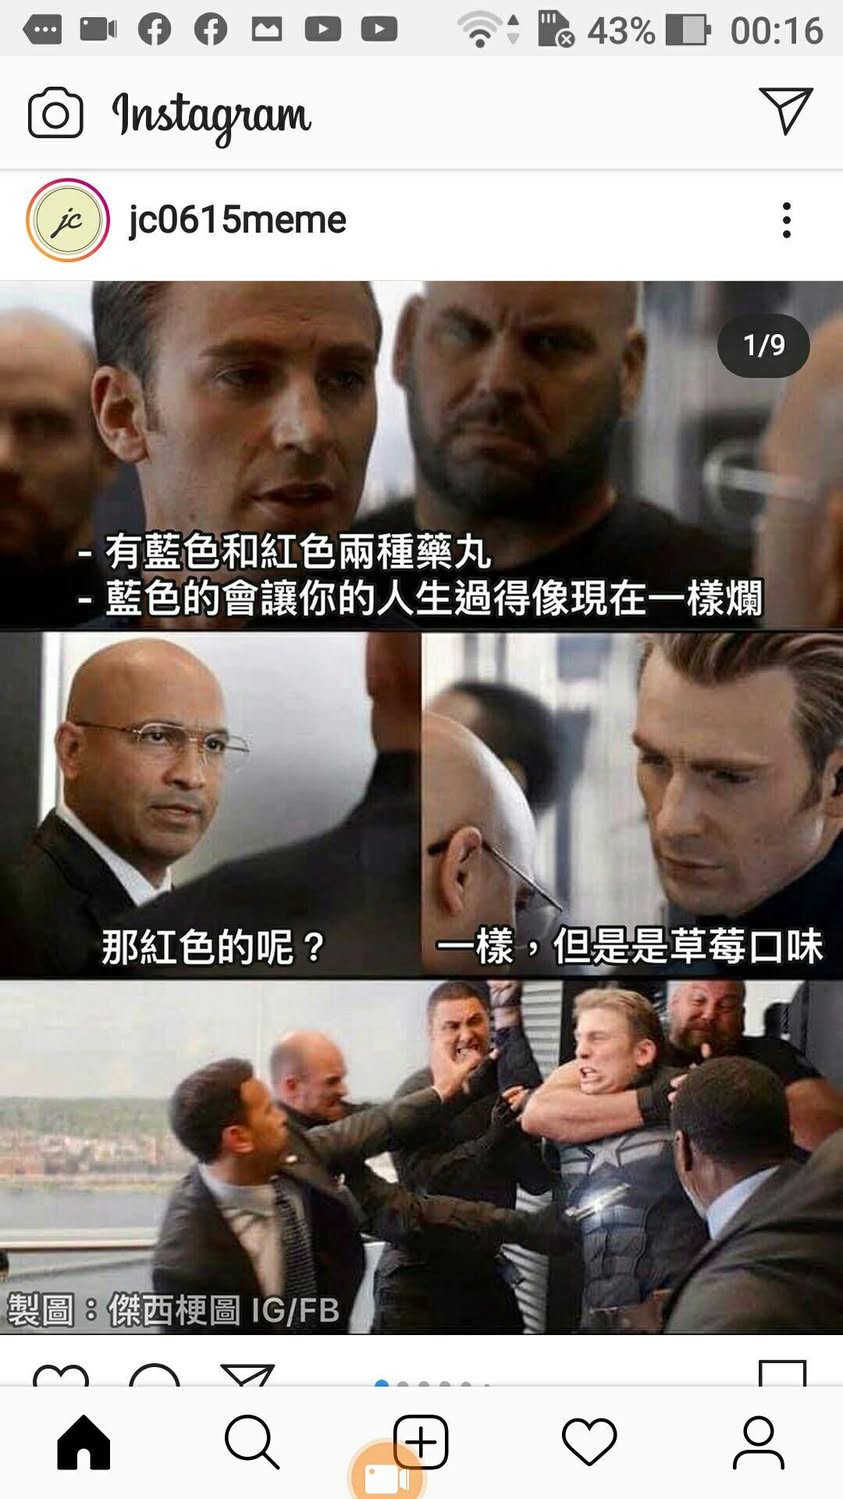 43% 00:16
Instagram
jc jc0615meme
1/9
- 有藍色和紅色兩種藥丸
- 藍色的會讓你的人生過得像現在一樣爛
那紅色的呢？
一樣，但是是草莓口味
製圖：傑西梗圖 IG/FB